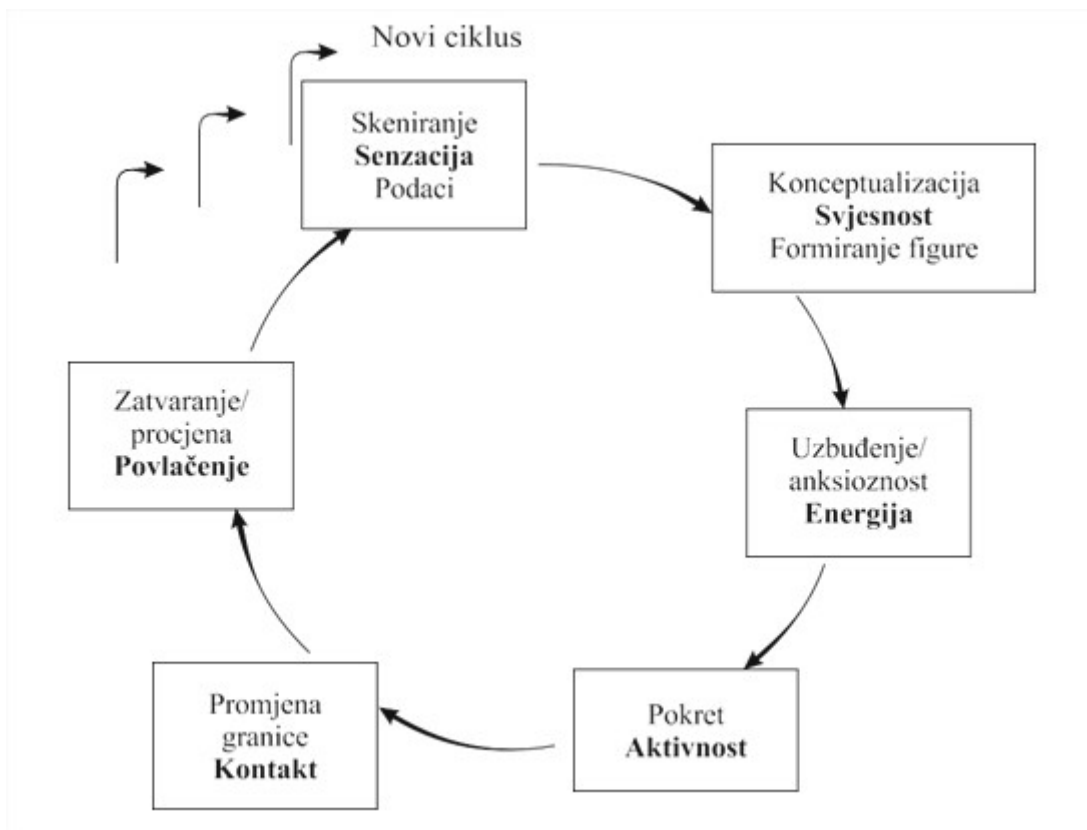 Novi ciklus
Skeniranje
Senzacija
Podaci
Konceptualizacija
Svjesnost
Formiranje figure
Uzbuđenje/
anksioznost
Energija
Pokret
Aktivnost
Promjena
granice
Kontakt
Zatvaranje/
procjena
Povlačenje